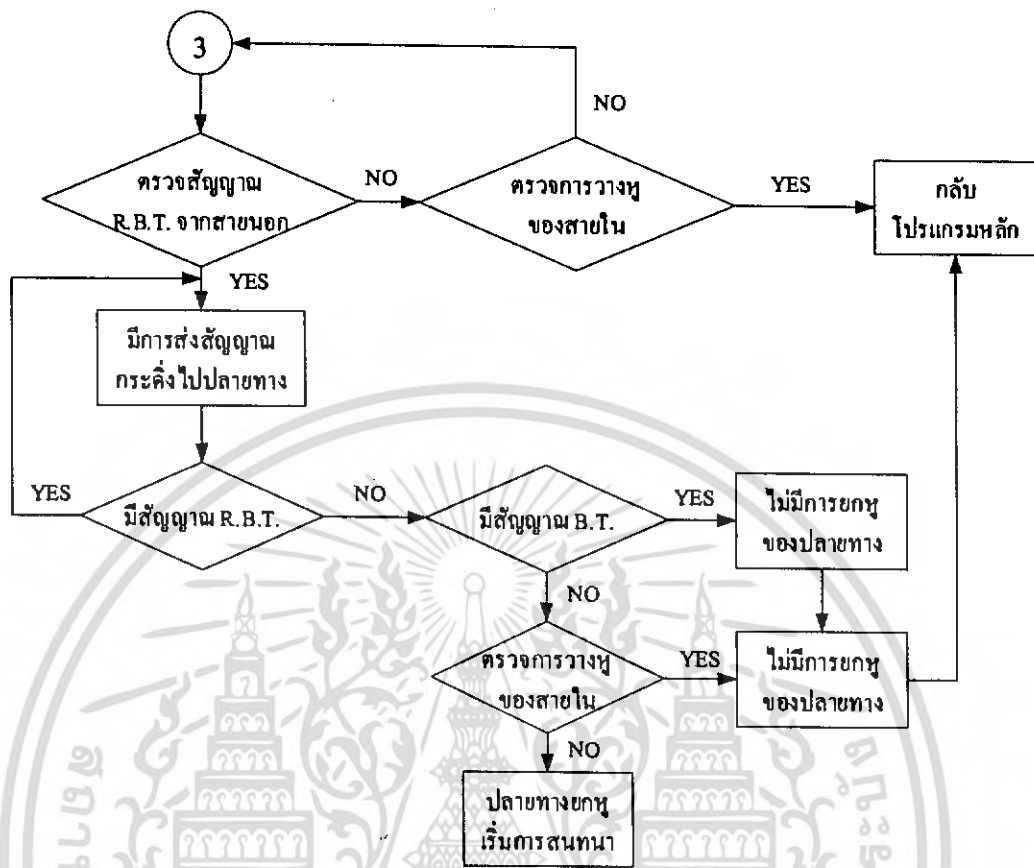 3
NO
ตรวจสัญญาณ
R.B.T. จากสายนอก
NO
ตรวจการวางหู
ของสายใน
YES
กลับ
โปรแกรมหลัก
YES
มีการส่งสัญญาณ
กระดิ่งไปปลายทาง
YES
มีสัญญาณ R.B.T.
NO
มีสัญญาณ B.T.
YES
ไม่มีการยกหู
ของปลายทาง
NO
ตรวจการวางหู
ของสายใน
YES
ไม่มีการยกหู
ของปลายทาง
NO
ปลายทางยกหู
เริ่มการสนทนา